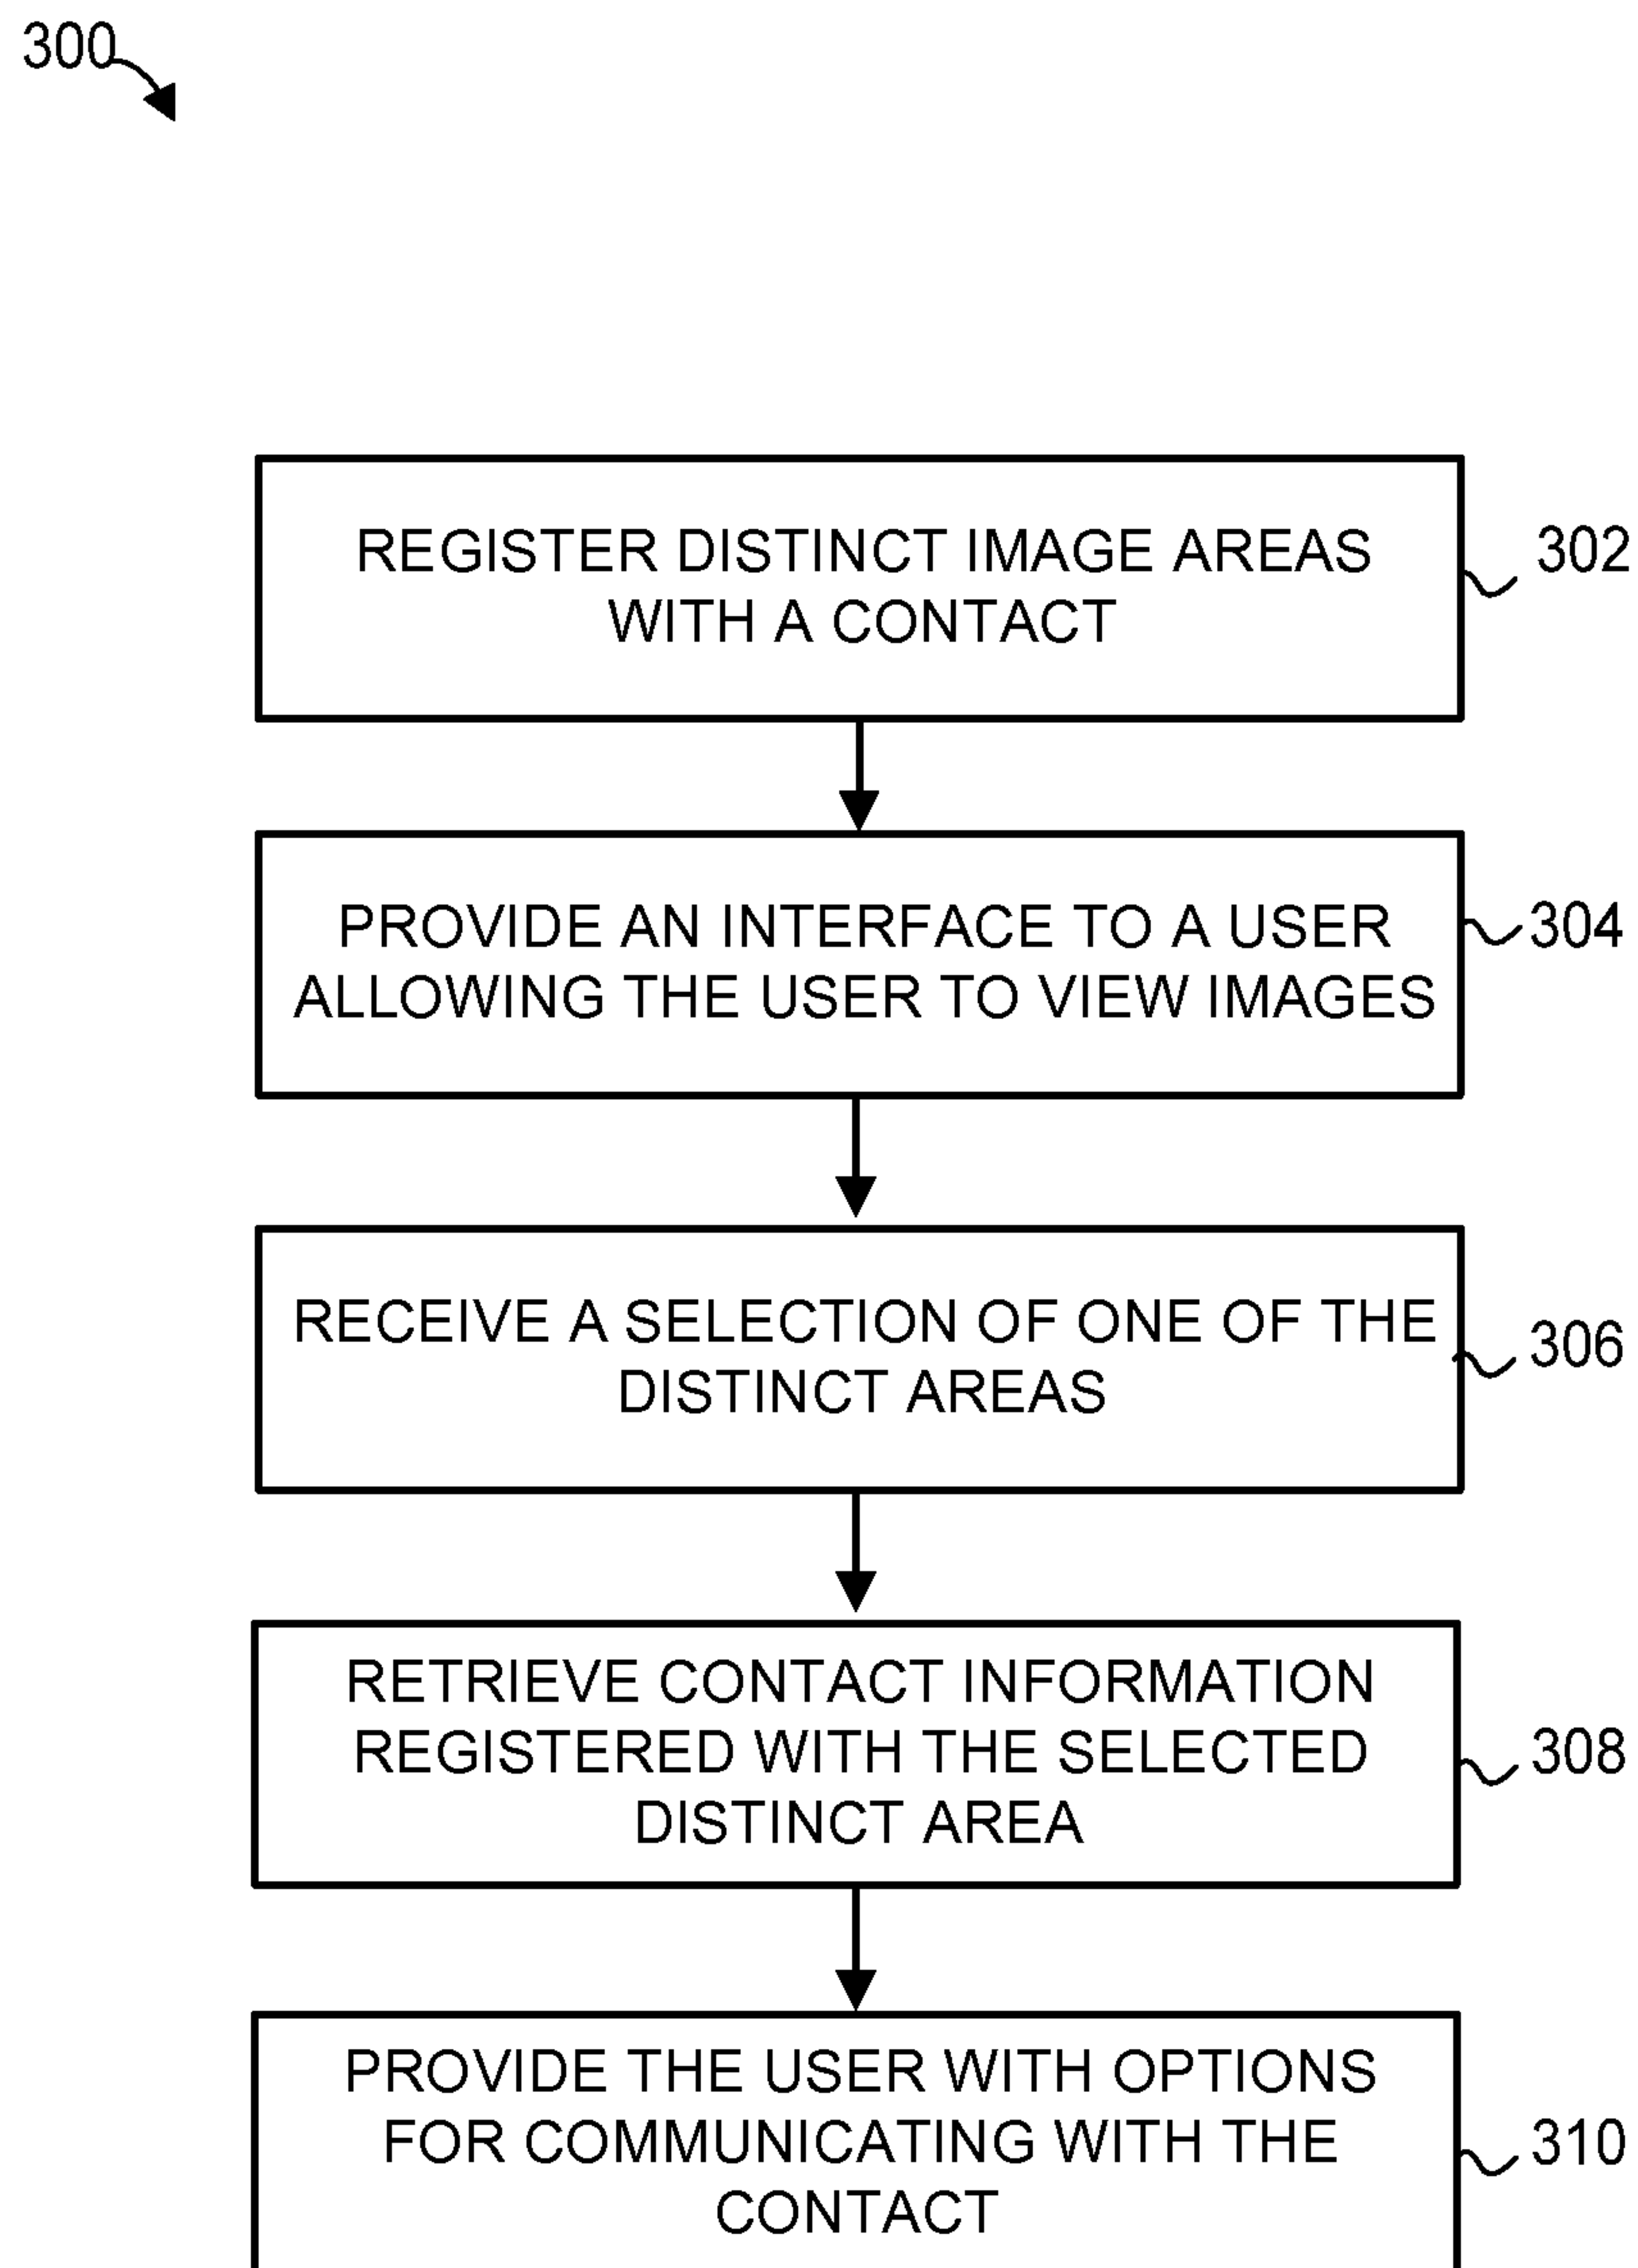 300
REGISTER DISTINCT IMAGE AREAS
WITH A CONTACT
302
PROVIDE AN INTERFACE TO A USER
ALLOWING THE USER TO VIEW IMAGES
304
RECEIVE A SELECTION OF ONE OF THE
DISTINCT AREAS
306
RETRIEVE CONTACT INFORMATION
REGISTERED WITH THE SELECTED
DISTINCT AREA
308
PROVIDE THE USER WITH OPTIONS
FOR COMMUNICATING WITH THE
CONTACT
310